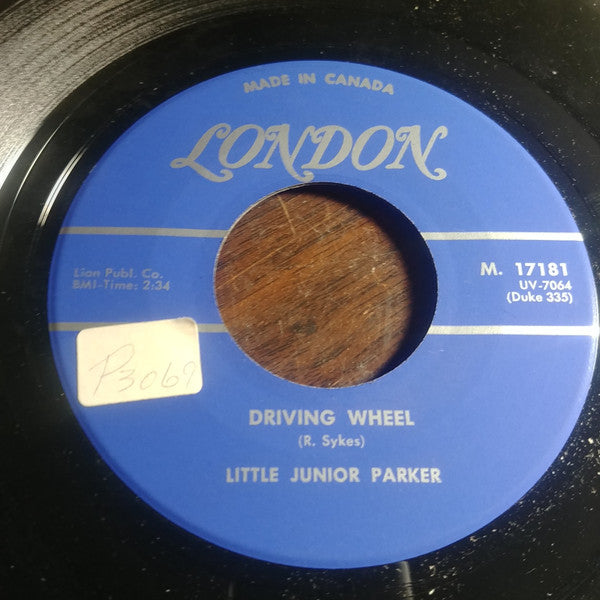 MADE IN CANADA
LONDON
Lion Publ. Co.
BMI-Time: 2:34
M. 17181
UV-7064
(Duke 335)
P3069
DRIVING WHEEL
(R. Sykes)
LITTLE JUNIOR PARKER